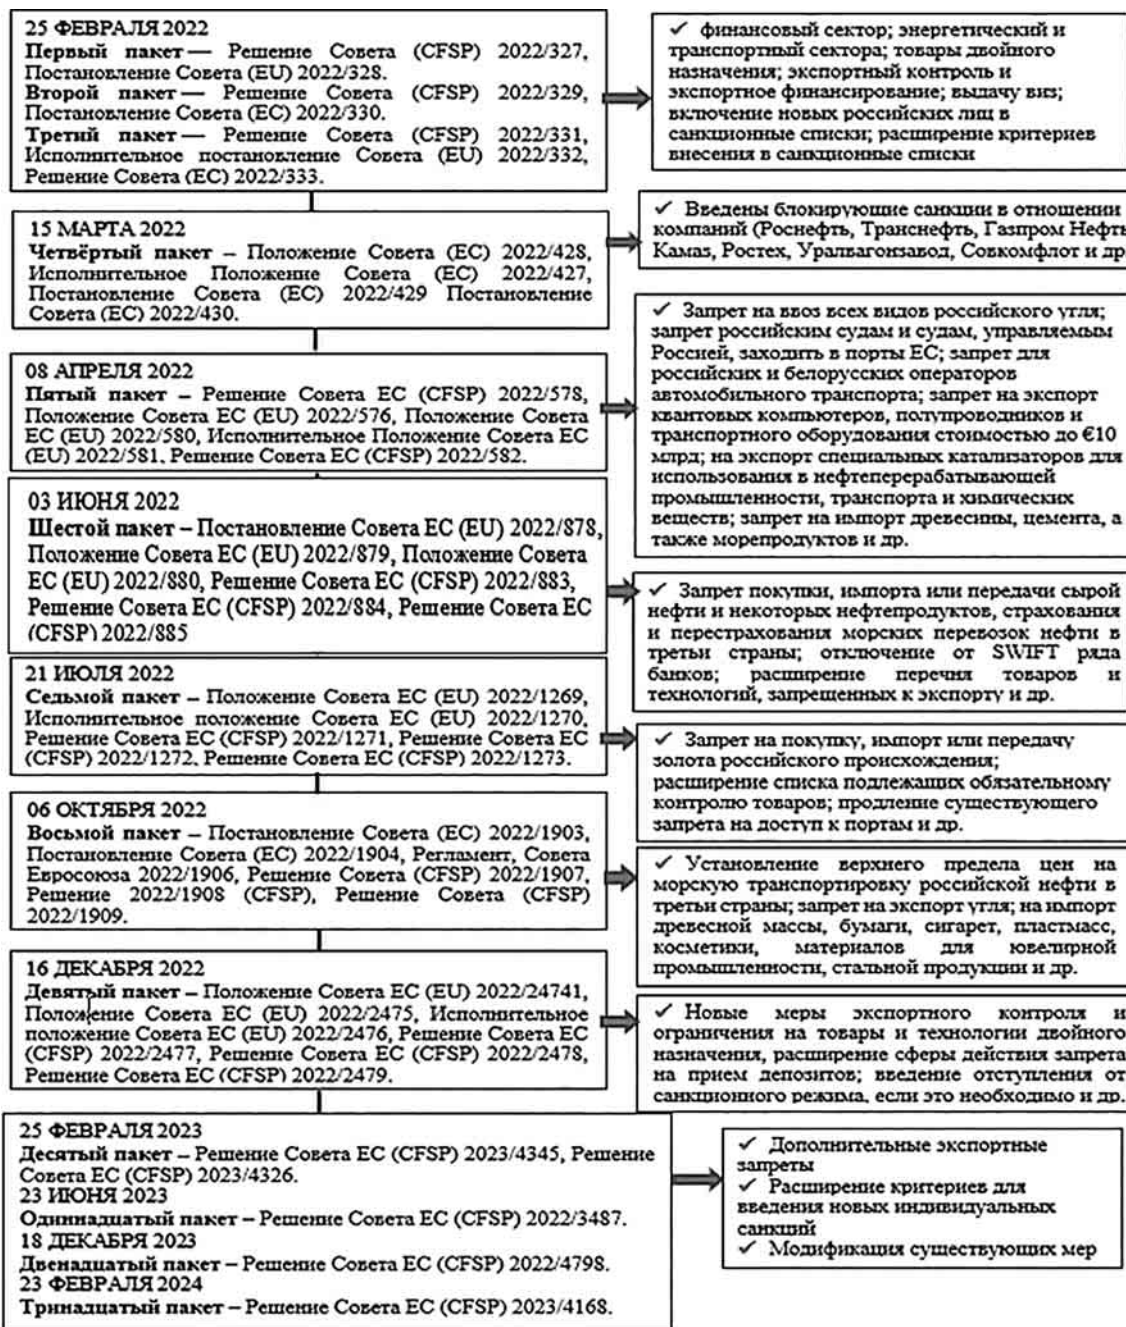 25 ФЕВРАЛЯ 2022
Первый пакет — Решение Совета (CFSP) 2022/327,
Постановление Совета (EU) 2022/328.
Второй пакет — Решение Совета (CFSP) 2022/329,
Постановление Совета (ЕС) 2022/330.
Третий пакет — Решение Совета (CFSP) 2022/331,
Исполнительное постановление Совета (EU) 2022/332,
Решение Совета (ЕС) 2022/333.
✓ финансовый сектор; энергетический и
транспортный сектора; товары двойного
назначения; экспортный контроль и
экспортное финансирование; выдачу виз;
включение новых российских лиц в
санкционные списки; расширение критериев
внесения в санкционные списки
15 МАРТА 2022
Четвёртый пакет – Положение Совета (ЕС) 2022/428,
Исполнительное Положение Совета (ЕС) 2022/427,
Постановление Совета (ЕС) 2022/429 Постановление
Совета (ЕС) 2022/430.
✓ Введены блокирующие санкции в отношении
компаний (Роснефть, Транснефть, Газпром Нефть
Камаз, Ростех, Уралвагонзавод, Совкомфлот и др
08 АПРЕЛЯ 2022
Пятый пакет – Решение Совета ЕС (CFSP) 2022/578,
Положение Совета ЕС (EU) 2022/576, Положение Совета
ЕС (EU) 2022/580, Исполнительное Положение Совета ЕС
(EU) 2022/581, Решение Совета ЕС (CFSP) 2022/582.
✓ Запрет на ввоз всех видов российского угля;
запрет российским судам и судам, управляемым
Россией, заходить в порты ЕС; запрет для
российских и белорусских операторов
автомобильного транспорта; запрет на экспорт
квантовых компьютеров, полупроводников и
транспортного оборудования стоимостью до €10
млрд; на экспорт специальных катализаторов для
использования в нефтеперерабатывающей
промышленности, транспорта и химических
веществ; запрет на импорт древесины, цемента, а
также морепродуктов и др.
03 ИЮНЯ 2022
Шестой пакет – Постановление Совета ЕС (EU) 2022/878,
Положение Совета ЕС (EU) 2022/879, Положение Совета
ЕС (EU) 2022/880, Решение Совета ЕС (CFSP) 2022/883,
Решение Совета ЕС (CFSP) 2022/884, Решение Совета ЕС
(CFSP) 2022/885
✓ Запрет покупки, импорта или передачи сырой
нефти и некоторых нефтепродуктов, страхования
и перестрахования морских перевозок нефти в
третьи страны; отключение от SWIFT ряда
банков; расширение перечня товаров и
технологий, запрещенных к экспорту и др.
21 ИЮЛЯ 2022
Седьмой пакет – Положение Совета ЕС (EU) 2022/1269,
Исполнительное положение Совета ЕС (EU) 2022/1270,
Решение Совета ЕС (CFSP) 2022/1271, Решение Совета ЕС
(CFSP) 2022/1272, Решение Совета ЕС (CFSP) 2022/1273.
✓ Запрет на покупку, импорт или передачу
золота российского происхождения;
расширение списка подлежащих обязательному
контролю товаров; продление существующего
запрета на доступ к портам и др.
06 ОКТЯБРЯ 2022
Восьмой пакет – Постановление Совета (ЕС) 2022/1903,
Постановление Совета (ЕС) 2022/1904, Регламент, Совета
Евросоюза 2022/1906, Решение Совета (CFSP) 2022/1907,
Решение 2022/1908 (CFSP), Решение Совета (CFSP)
2022/1909.
✓ Установление верхнего предела цен на
морскую транспортировку российской нефти в
третьи страны; запрет на экспорт угля; на импорт
древесной массы, бумаги, сигарет, пластмасс,
косметики, материалов для ювелирной
промышленности, стальной продукции и др.
16 ДЕКАБРЯ 2022
Девятый пакет – Положение Совета ЕС (EU) 2022/24741,
Положение Совета ЕС (EU) 2022/2475, Исполнительное
положение Совета ЕС (EU) 2022/2476, Решение Совета ЕС
(CFSP) 2022/2477, Решение Совета ЕС (CFSP) 2022/2478,
Решение Совета ЕС (CFSP) 2022/2479.
✓ Новые меры экспортного контроля и
ограничения на товары и технологии двойного
назначения, расширение сферы действия запрета
на прием депозитов; введение отступления от
санкционного режима, если это необходимо и др.
25 ФЕВРАЛЯ 2023
Десятый пакет – Решение Совета ЕС (CFSP) 2023/4345, Решение
Совета ЕС (CFSP) 2023/4326.
23 ИЮНЯ 2023
Одиннадцатый пакет – Решение Совета ЕС (CFSP) 2022/3487.
18 ДЕКАБРЯ 2023
Двенадцатый пакет – Решение Совета ЕС (CFSP) 2022/4798.
23 ФЕВРАЛЯ 2024
Тринадцатый пакет – Решение Совета ЕС (CFSP) 2023/4168.
✓ Дополнительные экспортные
запреты
✓ Расширение критериев для
введения новых индивидуальных
санкций
✓ Модификация существующих мер